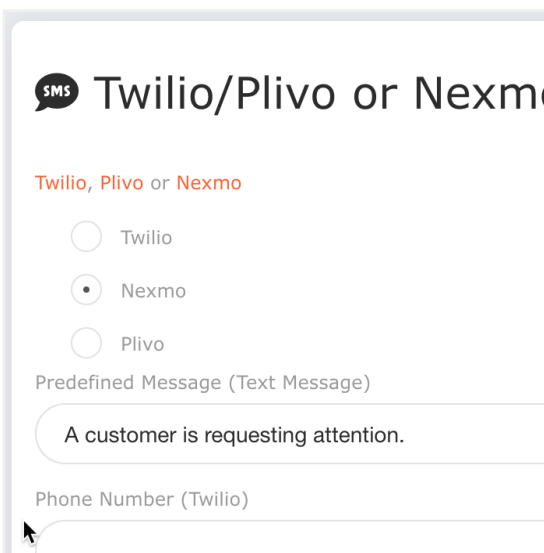 SMS Twilio/Plivo or Nexm
Twilio, Plivo or Nexmo
Twilio
Nexmo
Plivo
Predefined Message (Text Message)
A customer is requesting attention.
Phone Number (Twilio)